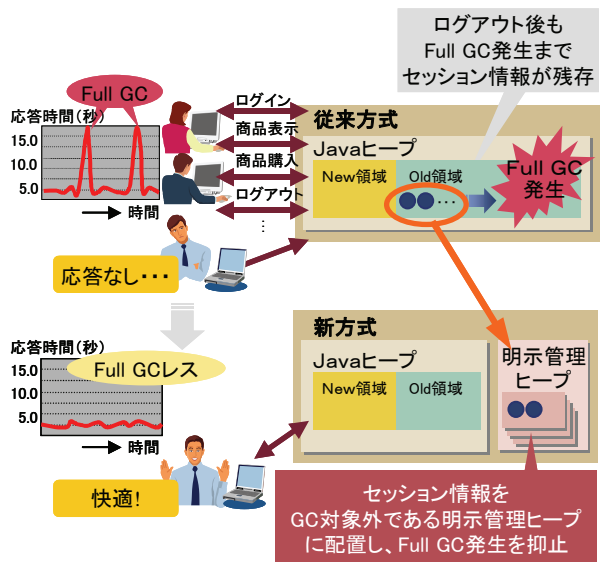 ログアウト後も
Full GC発生まで
セッション情報が残存
Full GC
応答時間(秒)
15.0
10.0
5.0
時間
ログイン
商品表示
商品購入
ログアウト
⋮
従来方式
Javaヒープ
New領域
Old領域
・・・
Full GC
発生
応答なし・・・
応答時間(秒)
15.0
10.0
5.0
Full GCレス
時間
快適!
新方式
Javaヒープ
New領域
Old領域
明示管理
ヒープ
セッション情報を
GC対象外である明示管理ヒープ
に配置し、Full GC発生を抑止